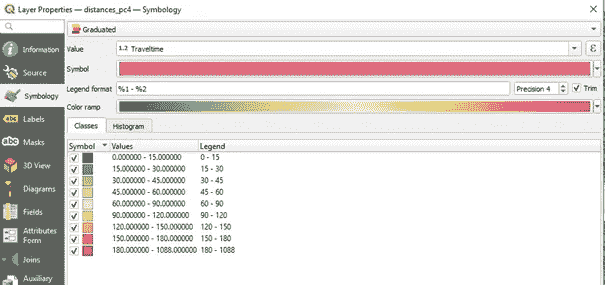 Layer Properties — distances_pc4 — Symbology
Graduated
Information
Value 1.2 Traveltime ε
Source
Symbol
Symbology
Legend format %1 - %2 Precision 4 Trim
Labels
Color ramp
Masks
Classes Histogram
3D View
Symbol Values Legend
0.000000 - 15.000000 0 - 15
Diagrams
15.000000 - 30.000000 15 - 30
30.000000 - 45.000000 30 - 45
Fields
45.000000 - 60.000000 45 - 60
60.000000 - 90.000000 60 - 90
Attributes
Form
90.000000 - 120.000000 90 - 120
120.000000 - 150.000000 120 - 150
Joins
150.000000 - 180.000000 150 - 180
180.000000 - 1088.000000 180 - 1088
Auxiliary